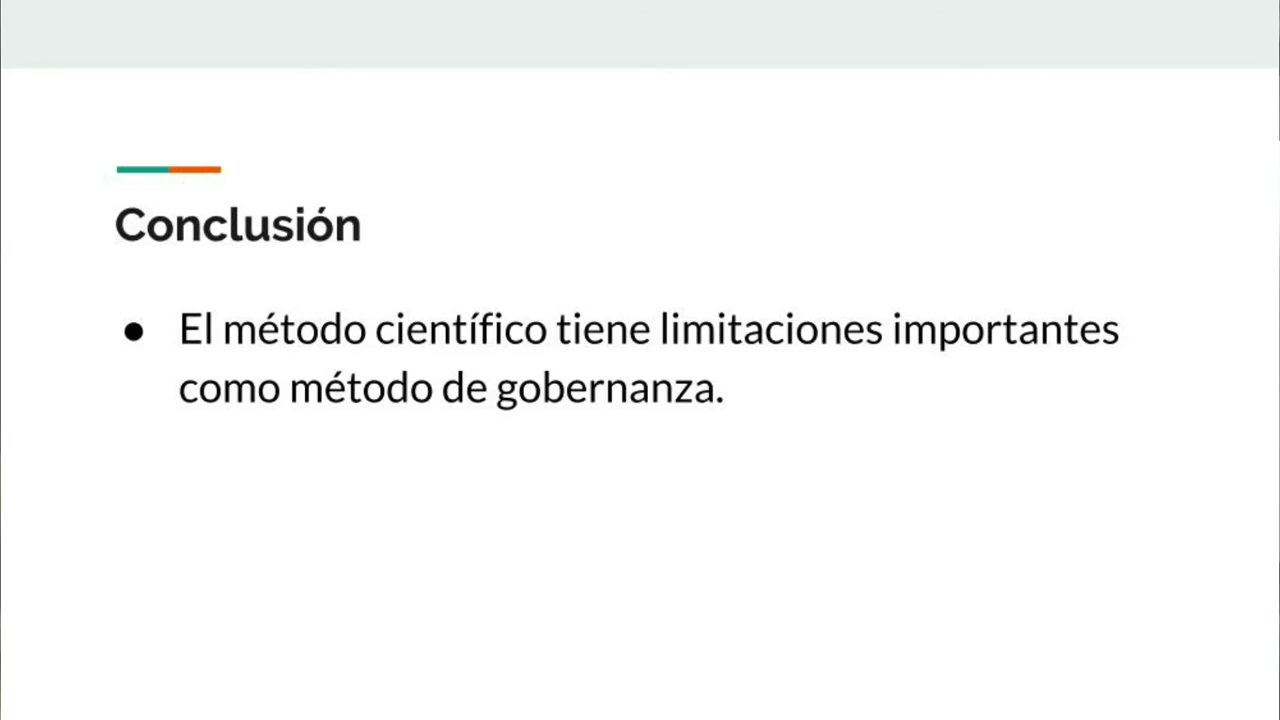 Conclusión
● El método científico tiene limitaciones importantes
como método de gobernanza.